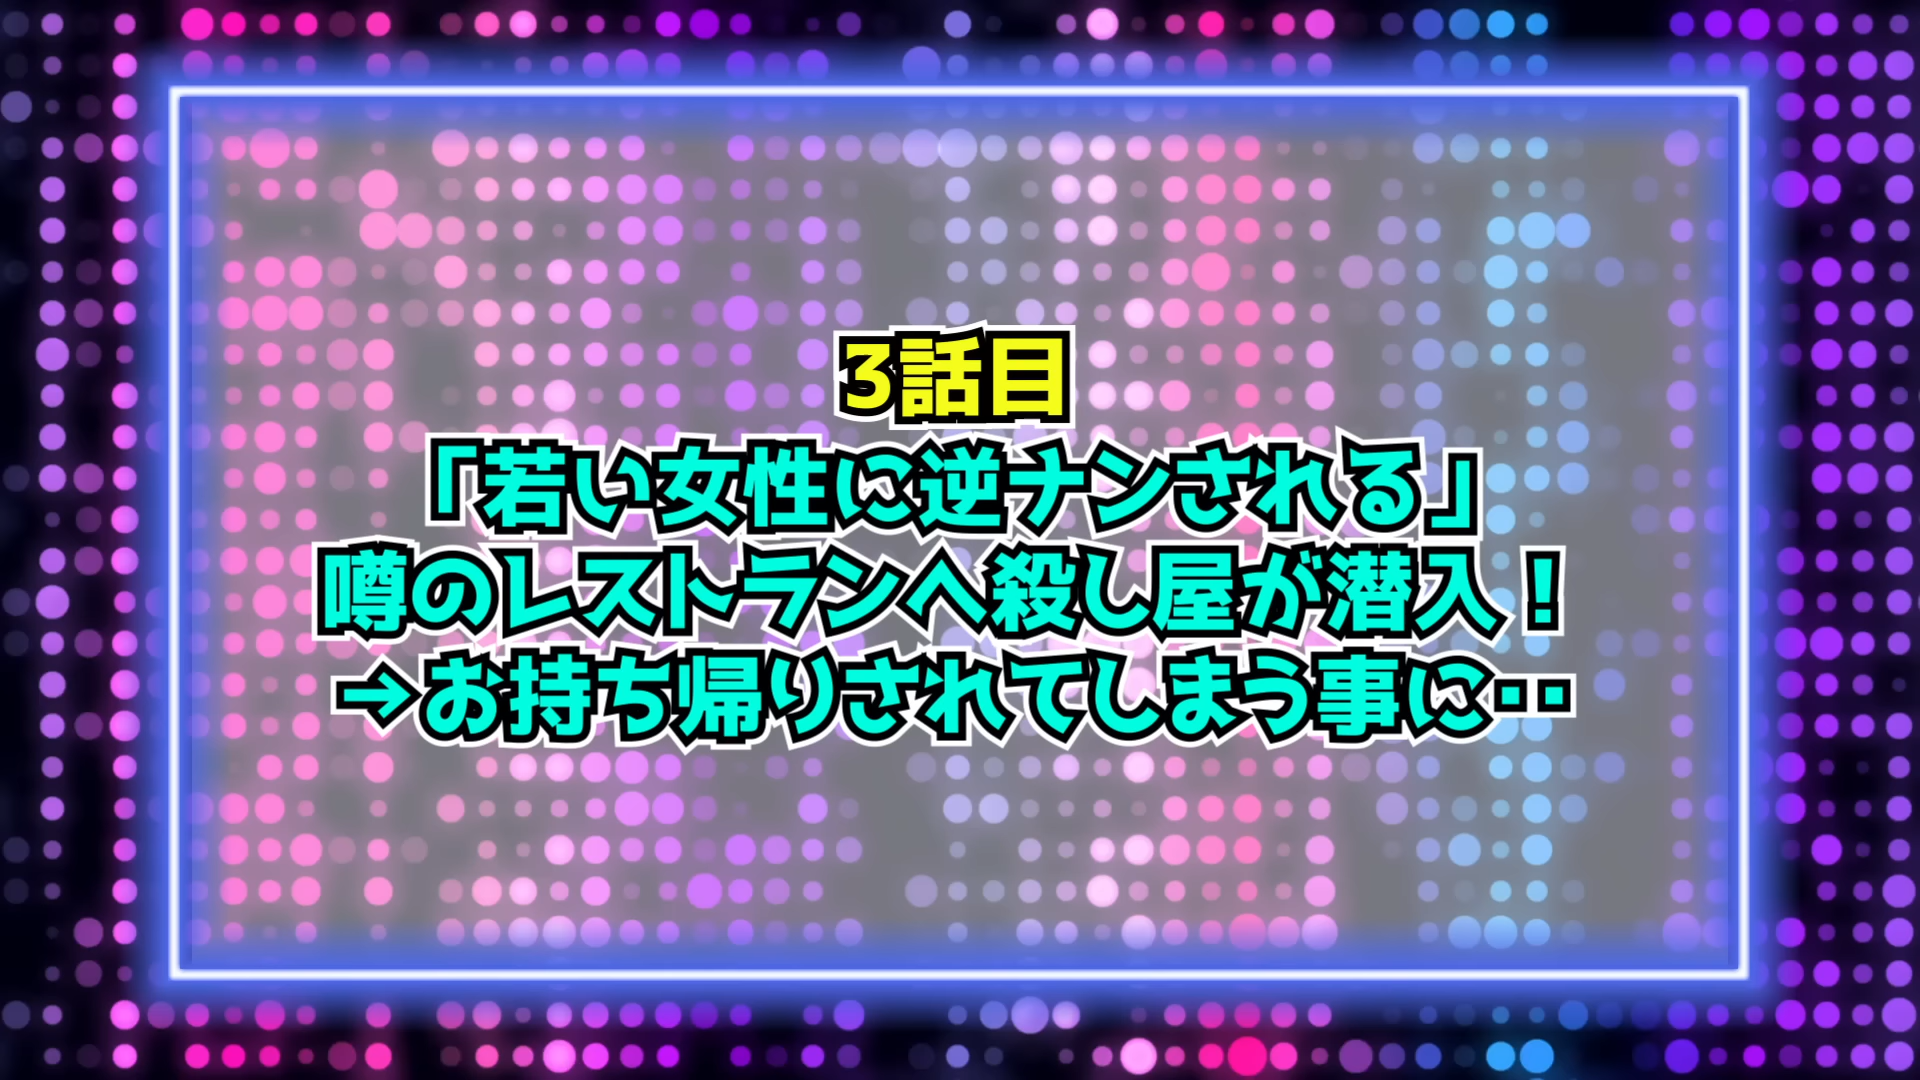 3話目
「若い女性に逆ナンされる」
噂のレストランへ殺し屋が潜入！
→お持ち帰りされてしまう事に‥